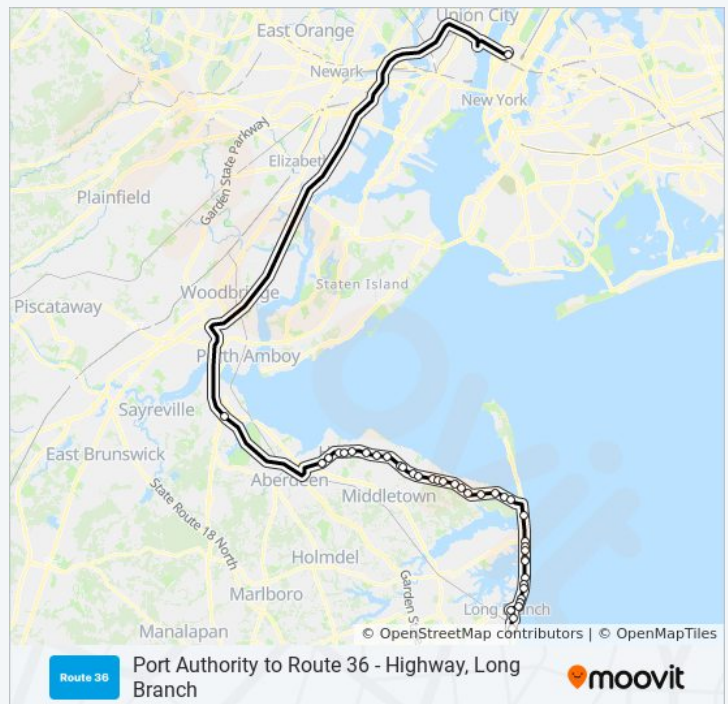 Union City
East Orange
Newark
New York
Garden State Parkway
Elizabeth
Plainfield
Staten Island
Woodbridge
Piscataway
Perth Amboy
Sayreville
East Brunswick
Aberdeen
Middletown
State Route 18 North
Holmdel
Marlboro
Garden S
Long Branch
Manalapan
© OpenStreetMap contributors | © OpenMapTiles
Route 36
Port Authority to Route 36 - Highway, Long
Branch
moovit